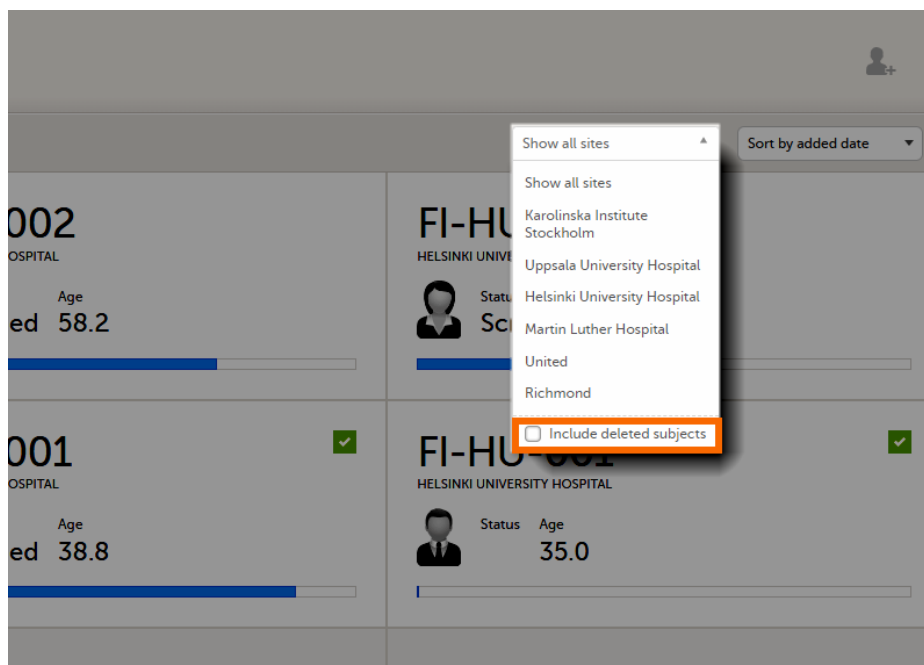 Show all sites
Sort by added date
Show all sites
Karolinska Institute
Stockholm
Uppsala University Hospital
Helsinki University Hospital
Martin Luther Hospital
United
Richmond
Include deleted subjects
002
OSPITAL
Age
ed 58.2
FI-HU
HELSINKI UNIVE
Statu
Sc
001
OSPITAL
Age
ed 38.8
FI-HU-001
HELSINKI UNIVERSITY HOSPITAL
Status Age
35.0